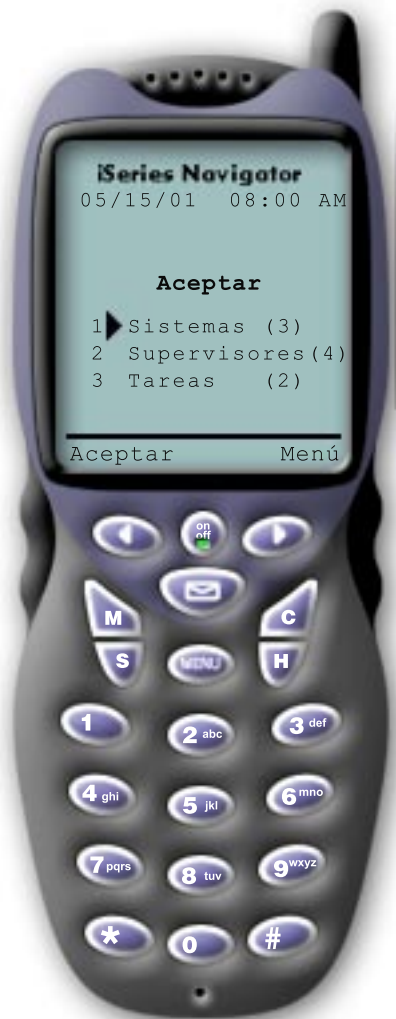 iSeries Navigator
05/15/01 08:00 AM
Aceptar
1 Sistemas (3)
2 Supervisores(4)
3 Tareas (2)
Aceptar Menú
on
off
M C
S MENU H
1 2 abc 3 def
4 ghi 5 jkl 6 mno
7 pqrs 8 tuv 9 wxyz
* 0 #